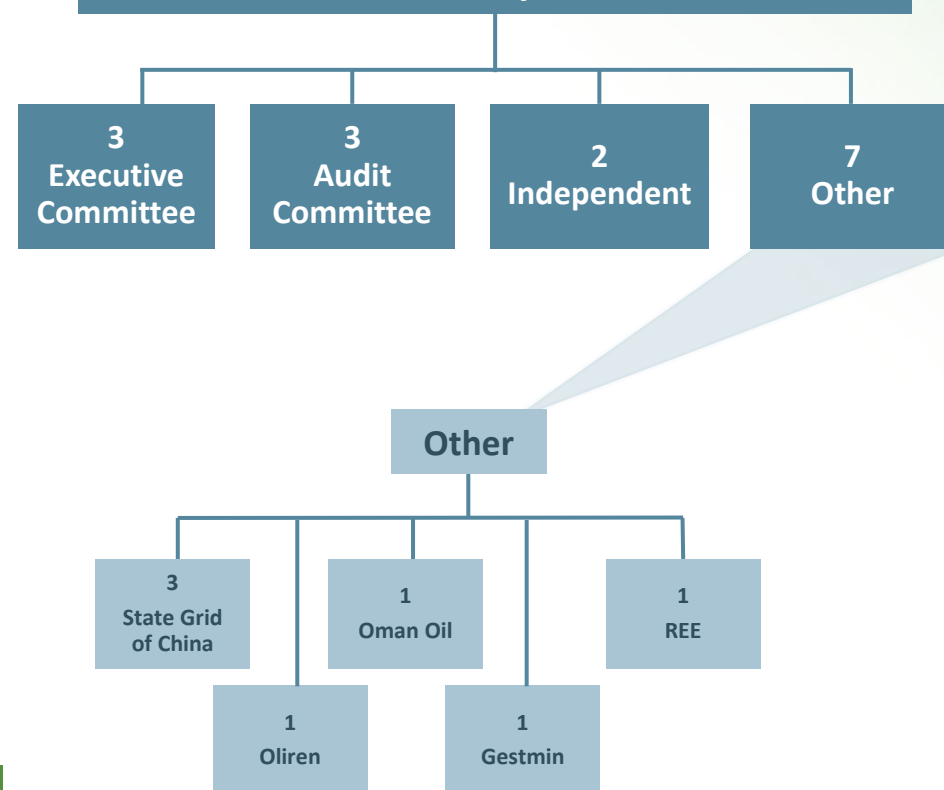 3
Executive
Committee
3
Audit
Committee
2
Independent
7
Other
Other
3
State Grid
of China
1
Oman Oil
1
REE
1
Oliren
1
Gestmin